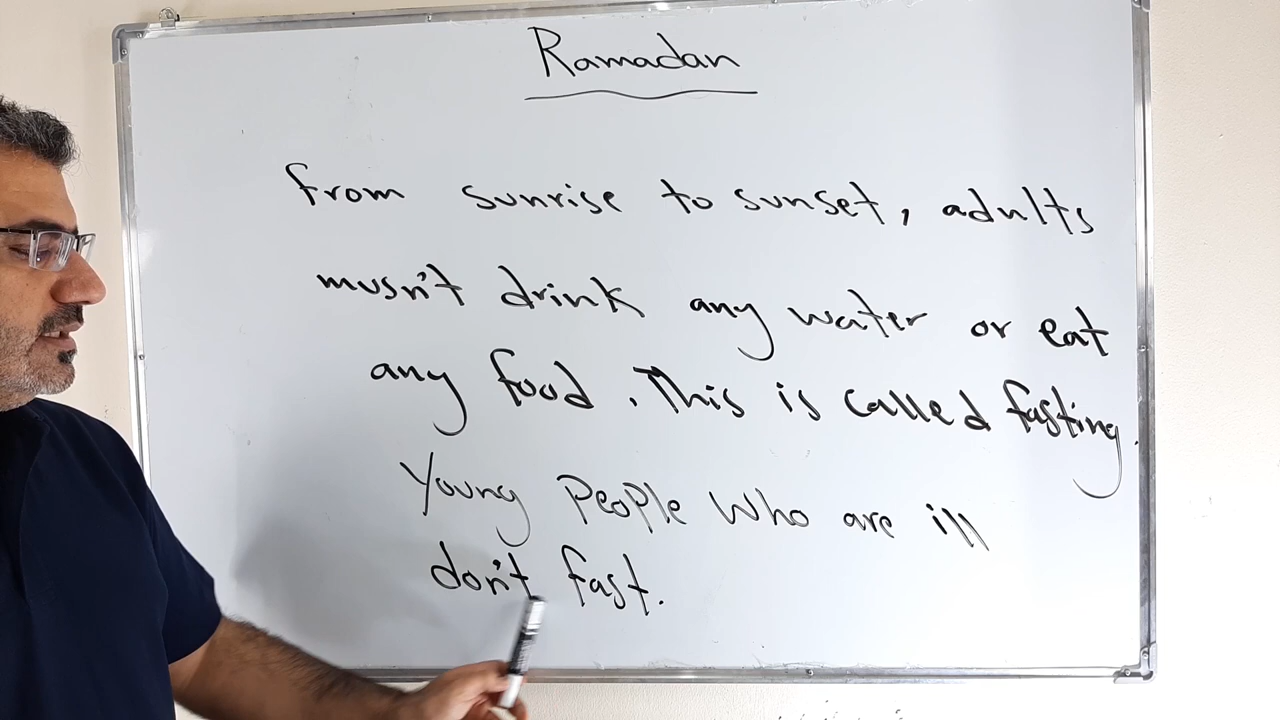 Ramadan
from sunrise to sunset, adults
musn't drink any water or eat
any food. This is called fasting.
Young People Who are ill
don't fast.